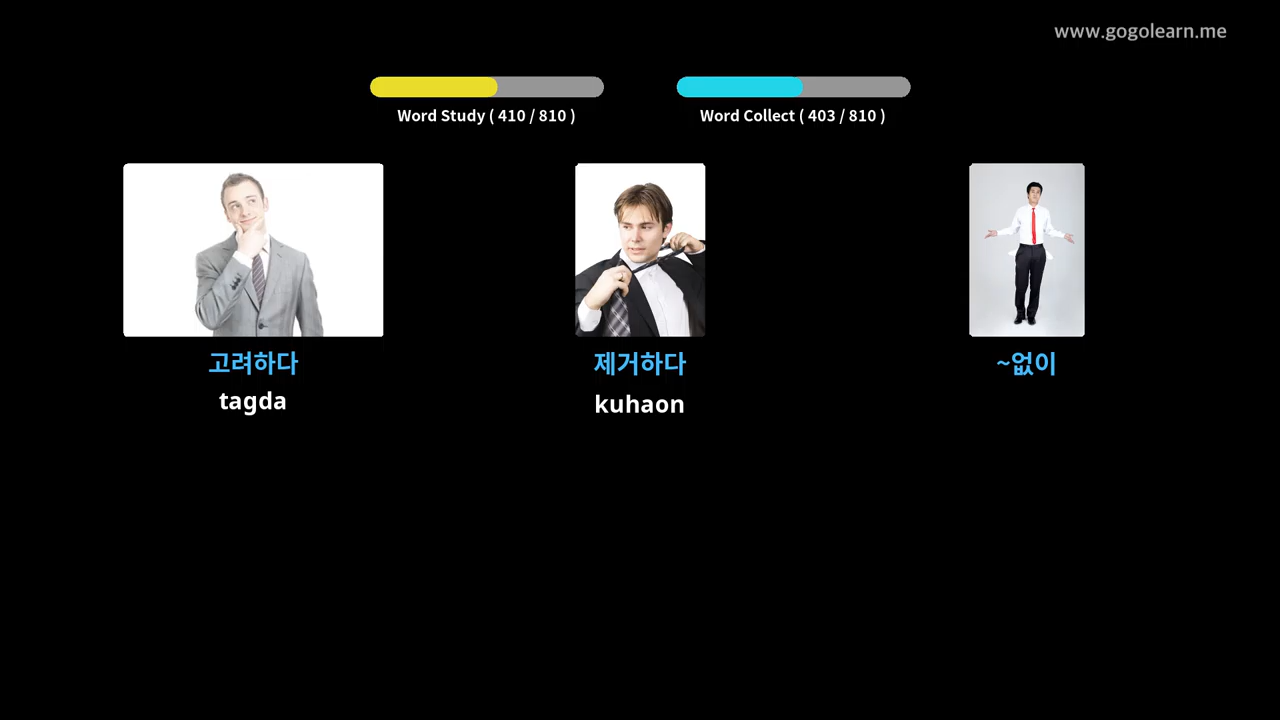 www.gogolearn.me
Word Study ( 410 / 810 )
Word Collect ( 403 / 810 )
고려하다
제거하다
~없이
tagda
kuhaon